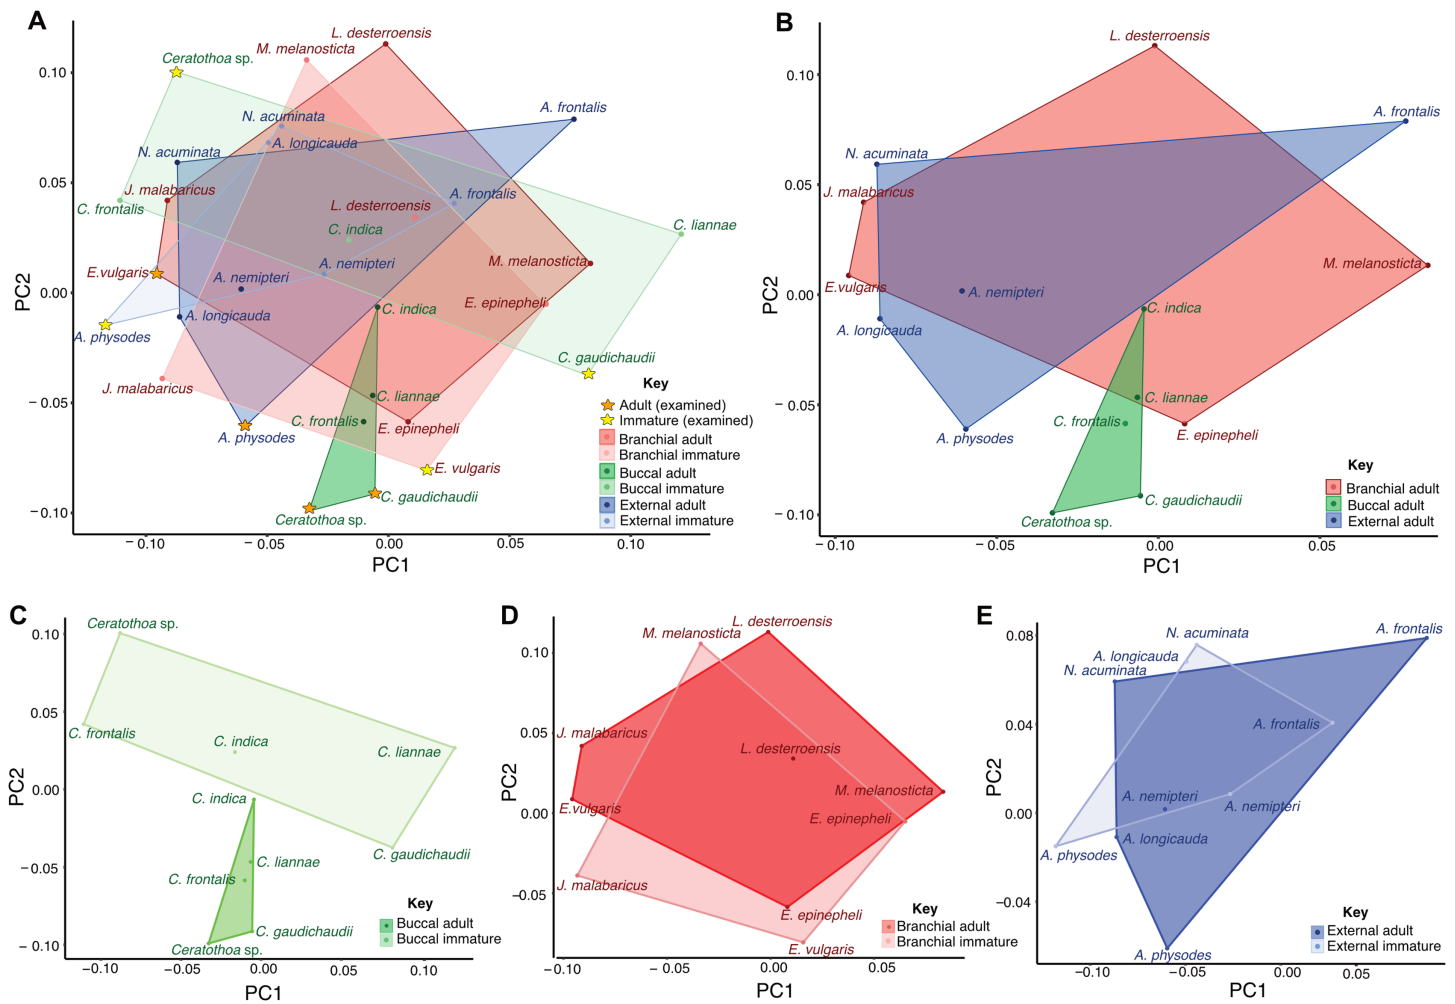 A
L. desterroensis
M. melanosticta
Ceratothoa sp.
0.10
A. frontalis
N. acuminata
A. longicauda
N. acuminata
0.05
J. malabaricus
A. frontalis
C. frontalis
L. desterroensis
C. liannae
C. indica
A. nemipteri
M. melanosticta
E.vulgaris
A. nemipteri
0.00
E. epinepheli
C. indica
A. longicauda
A. physodes
C. gaudichaudii
J. malabaricus
C. liannae
−0.05
C. frontalis
E. epinepheli
A. physodes
E. vulgaris
C. gaudichaudii
−0.10
Ceratothoa sp.
PC2
−0.10
−0.05
0.00
0.05
0.10
PC1
Key
Adult (examined)
Immature (examined)
Branchial adult
Branchial immature
Buccal adult
Buccal immature
External adult
External immature
B
L. desterroensis
0.10
A. frontalis
N. acuminata
0.05
J. malabaricus
M. melanosticta
E.vulgaris
A. nemipteri
0.00
C. indica
A. longicauda
C. liannae
−0.05
C. frontalis
A. physodes
E. epinepheli
C. gaudichaudii
−0.10
Ceratothoa sp.
PC2
−0.10
−0.05
0.00
0.05
PC1
Key
Branchial adult
Buccal adult
External adult
C
Ceratothoa sp.
0.10
0.05
C. frontalis
C. indica
C. liannae
0.00
C. indica
C. gaudichaudii
C. liannae
−0.05
C. frontalis
C. gaudichaudii
−0.10
Ceratothoa sp.
PC2
−0.10
−0.05
0.00
0.05
0.10
PC1
Key
Buccal adult
Buccal immature
D
L. desterroensis
M. melanosticta
0.10
0.05
J. malabaricus
L. desterroensis
M. melanosticta
E.vulgaris
0.00
E. epinepheli
J. malabaricus
−0.05
E. epinepheli
E. vulgaris
PC2
−0.10
−0.05
0.00
0.05
PC1
Key
Branchial adult
Branchial immature
E
N. acuminata
A. frontalis
0.08
A. longicauda
N. acuminata
0.04
A. frontalis
A. nemipteri
A. nemipteri
0.00
A. longicauda
A. physodes
−0.04
A. physodes
PC2
−0.10
−0.05
0.00
0.05
PC1
Key
External adult
External immature